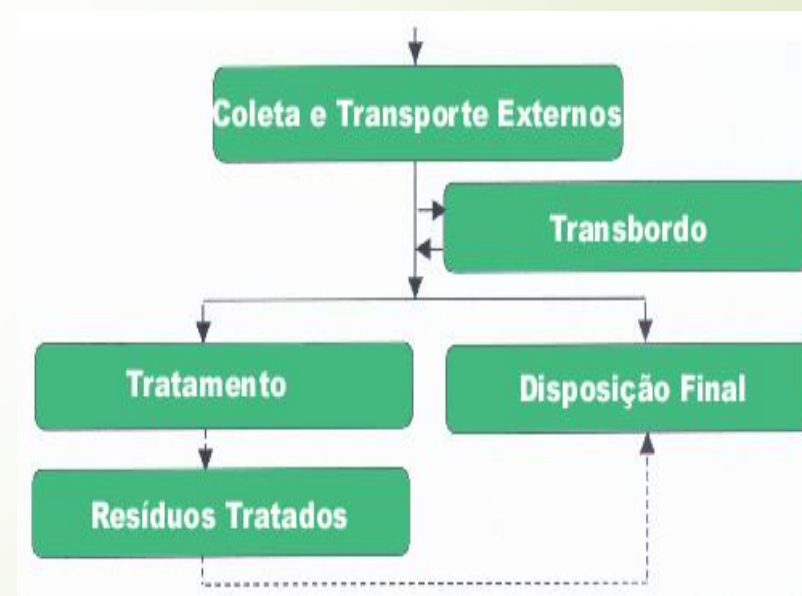 Coleta e Transporte Externos
Transbordo
Tratamento
Disposição Final
Resíduos Tratados